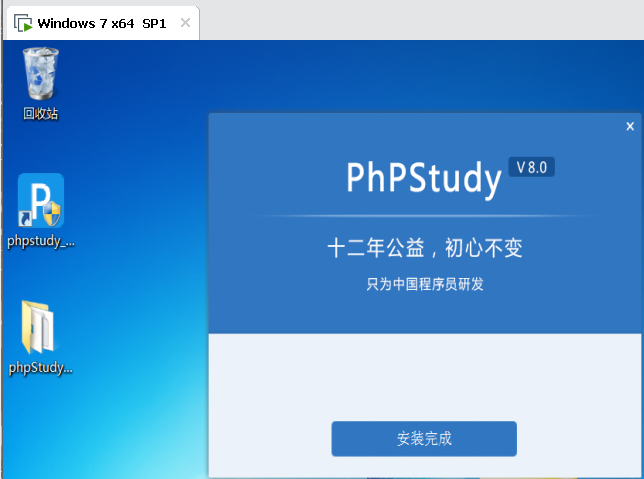 Windows 7 x64 SP1
回收站
x
PhPStudy V 8.0
十二年公益，初心不变
phpstudy_...
只为中国程序员研发
phpStudy...
安装完成